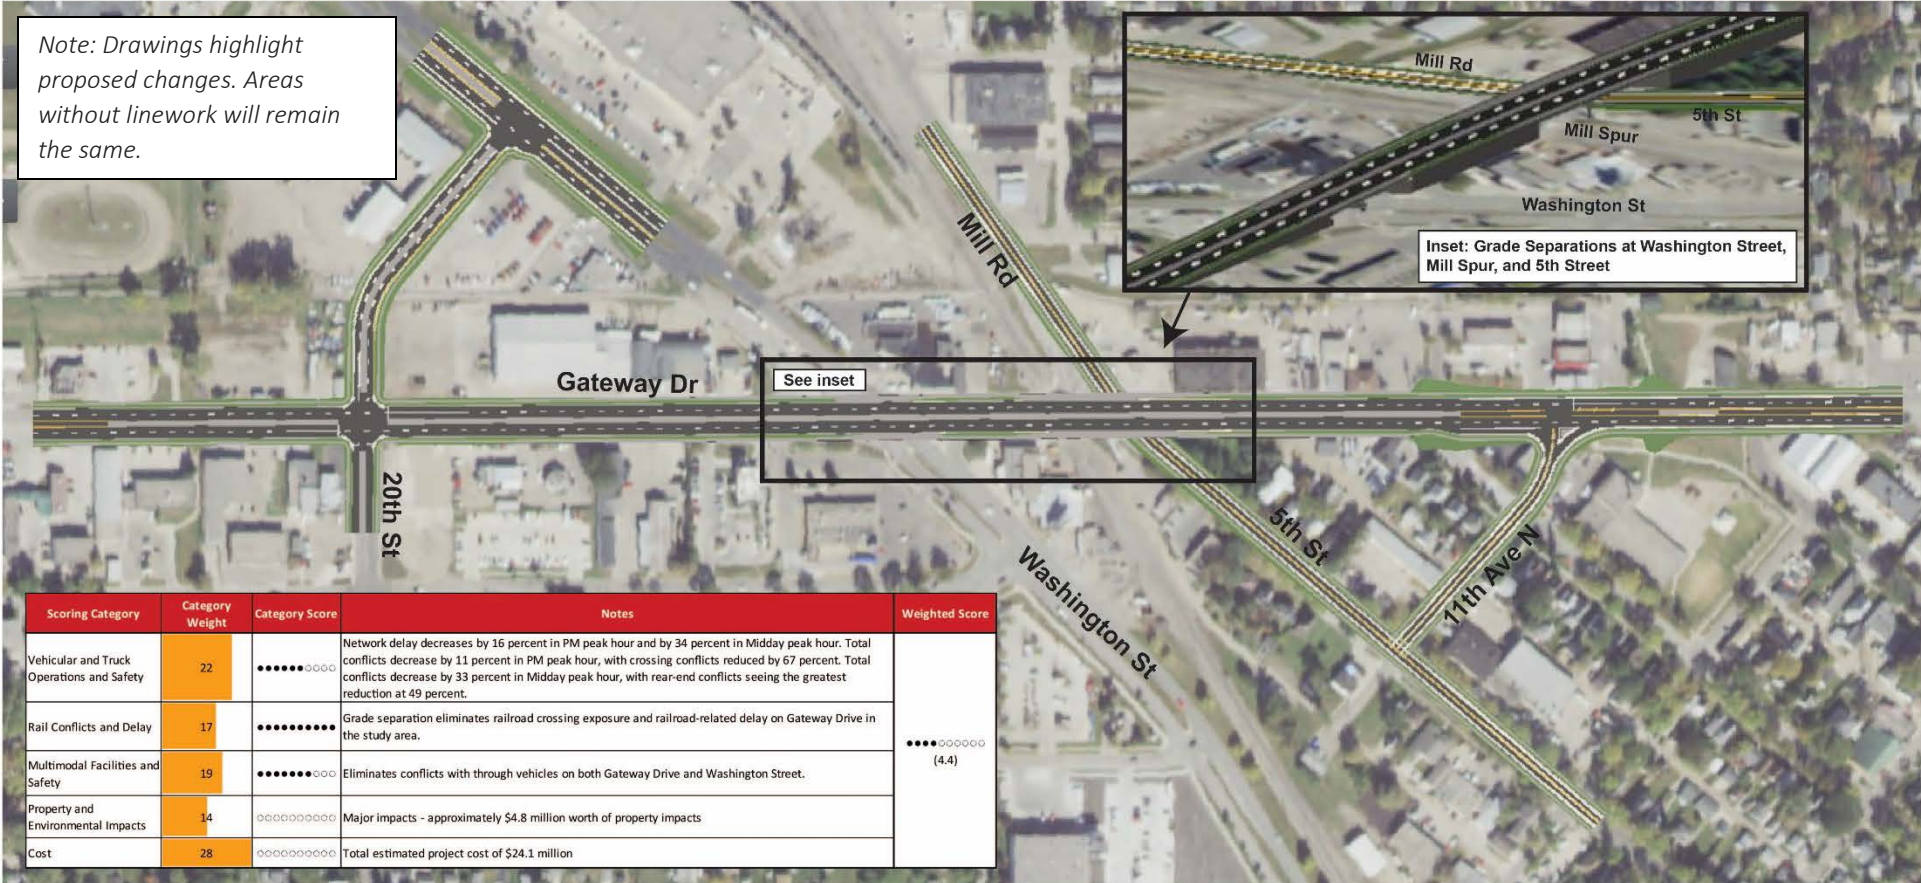 Note: Drawings highlight
proposed changes. Areas
without linework will remain
the same.
Mill Rd
5th St
Mill Spur
Washington St
Inset: Grade Separations at Washington Street,
Mill Spur, and 5th Street
Mill Rd
Gateway Dr
See inset
20th St
5th St
11th Ave N
Washington St
Scoring Category
Category
Weight
Category Score
Notes
Weighted Score
Vehicular and Truck
Operations and Safety
22
●●●●●●○○○○
Network delay decreases by 16 percent in PM peak hour and by 34 percent in Midday peak hour. Total
conflicts decrease by 11 percent in PM peak hour, with crossing conflicts reduced by 67 percent. Total
conflicts decrease by 33 percent in Midday peak hour, with rear-end conflicts seeing the greatest
reduction at 49 percent.
Rail Conflicts and Delay
17
●●●●●●●●●●
Grade separation eliminates railroad crossing exposure and railroad-related delay on Gateway Drive in
the study area.
Multimodal Facilities and
Safety
19
●●●●●●●○○○
Eliminates conflicts with through vehicles on both Gateway Drive and Washington Street.
Property and
Environmental Impacts
14
○○○○○○○○○○
Major impacts - approximately $4.8 million worth of property impacts
Cost
28
○○○○○○○○○○
Total estimated project cost of $24.1 million
●●●●○○○○○○
(4.4)